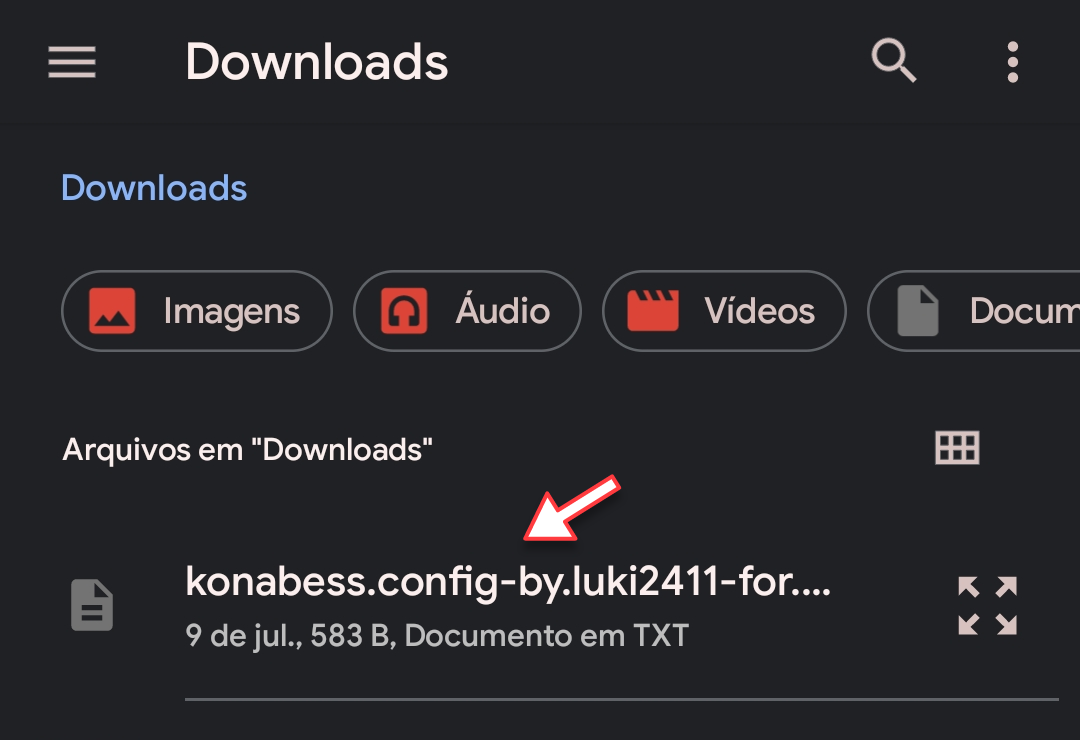 Downloads
Downloads
Imagens
Áudio
Vídeos
Docum
Arquivos em "Downloads"
konabess.config-by.luki2411-for....
9 de jul., 583 B, Documento em TXT